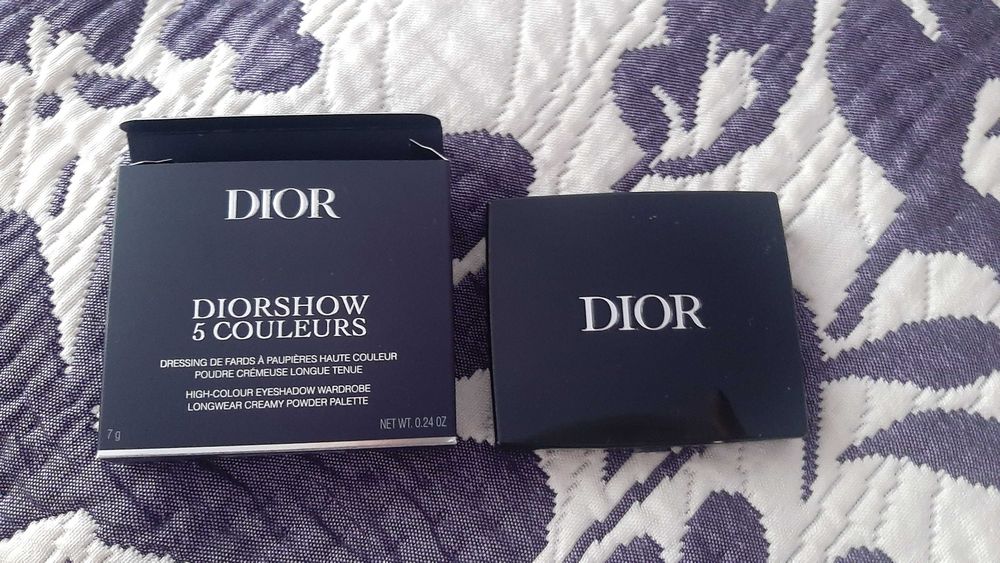 DIOR
DIORSHOW
5 COULEURS
DRESSING DE FARDS À PAUPIÈRES HAUTE COULEUR
POUDRE CRÉMEUSE LONGUE TENUE
HIGH-COLOUR EYESHADOW WARDROBE
LONGWEAR CREAMY POWDER PALETTE
7 g
NET WT. 0.24 OZ
DIOR